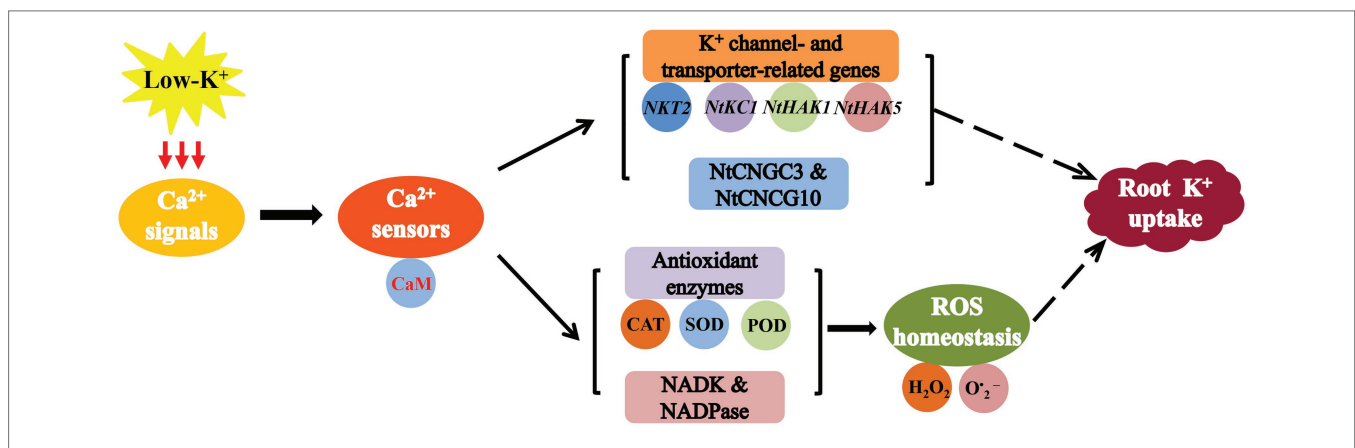 Low-K⁺
Ca²⁺
signals
Ca²⁺
sensors
CaM
K⁺ channel- and
transporter-related genes
NKT2 NtKC1 NtHAK1 NtHAK5
NtCNGC3 &
NtCNCG10
Antioxidant
enzymes
CAT SOD POD
NADK &
NADPase
ROS
homeostasis
H₂O₂ O•₂⁻
Root K⁺
uptake